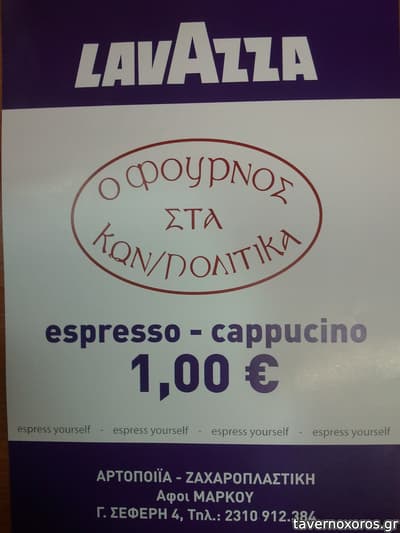 LAVAZZA
Ο ΦΟΥΡΝΟΣ
ΣΤΑ
ΚΩΝ/ΠΟΛΙΤΙΚΑ
espresso - cappucino
1,00 €
espress yourself - espress yourself - espress yourself - espress yourself
ΑΡΤΟΠΟΙΪΑ - ΖΑΧΑΡΟΠΛΑΣΤΙΚΗ
Αφοι ΜΑΡΚΟΥ
Γ. ΣΕΦΕΡΗ 4, Τηλ.: 2310 912.384
tavernoxoros.gr